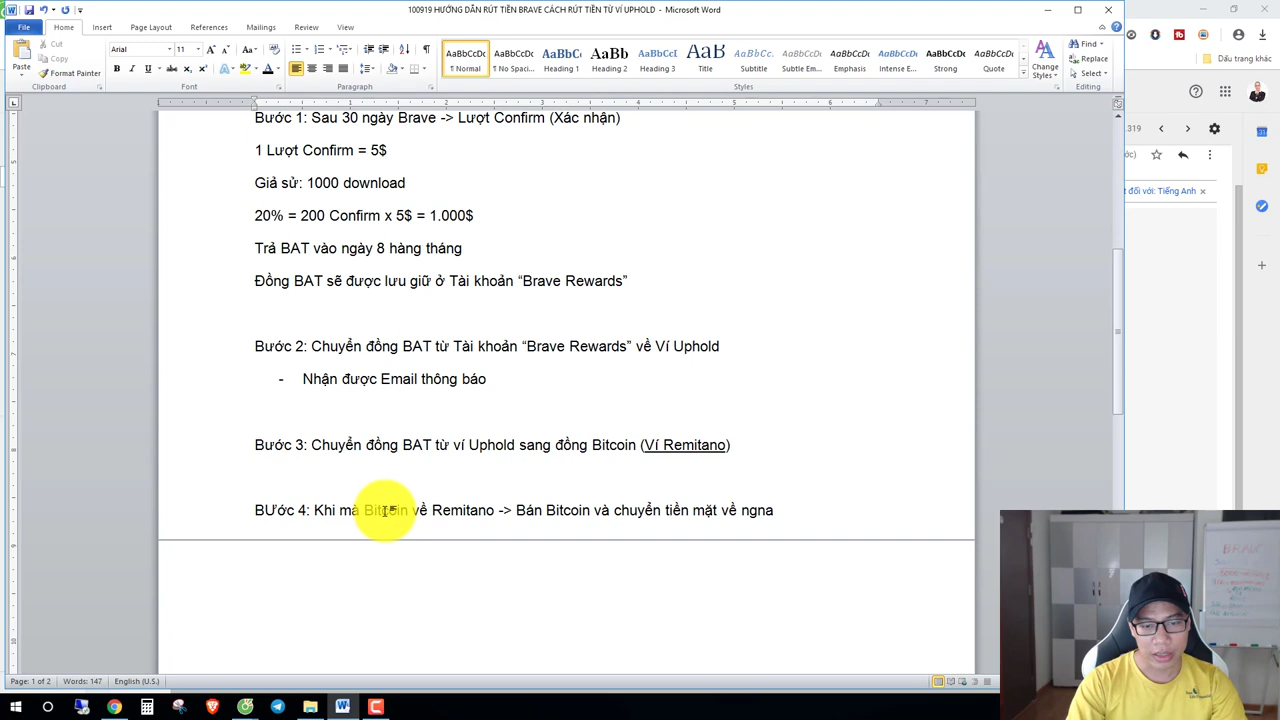 100919 HƯỚNG DẪN RÚT TIỀN BRAVE CÁCH RÚT TIỀN TỪ VÍ UPHOLD - Microsoft Word
File Home Insert Page Layout References Mailings Review View
Paste Cut Copy Format Painter
Arial 11
AaBbCcDc AaBbCcDc AaBbC AaBb AaBbCcI AaB AaBbCc. AaBbCcDc AaBbCcDc AaBbCcDc AaBbCcDc AaBbCcDc
¶ Normal ¶ No Spaci... Heading 1 Heading 2 Heading 3 Title Subtitle Subtle Em... Emphasis Intense E... Strong Quote
Change Styles Find Replace Select
Clipboard Font Paragraph Styles Editing
Bước 1: Sau 30 ngày Brave -> Lượt Confirm (Xác nhận)
1 Lượt Confirm = 5$
Giả sử: 1000 download
20% = 200 Confirm x 5$ = 1.000$
Trả BAT vào ngày 8 hàng tháng
Đồng BAT sẽ được lưu giữ ở Tài khoản “Brave Rewards”
Bước 2: Chuyển đồng BAT từ Tài khoản “Brave Rewards” về Ví Uphold
- Nhận được Email thông báo
Bước 3: Chuyển đồng BAT từ ví Uphold sang đồng Bitcoin (Ví Remitano)
BƯớc 4: Khi mà Bitcoin về Remitano -> Bán Bitcoin và chuyển tiền mặt về ngna
Page: 1 of 2 Words: 147 English (U.S.)
Dấu trang khác
319
đối với: Tiếng Anh ×